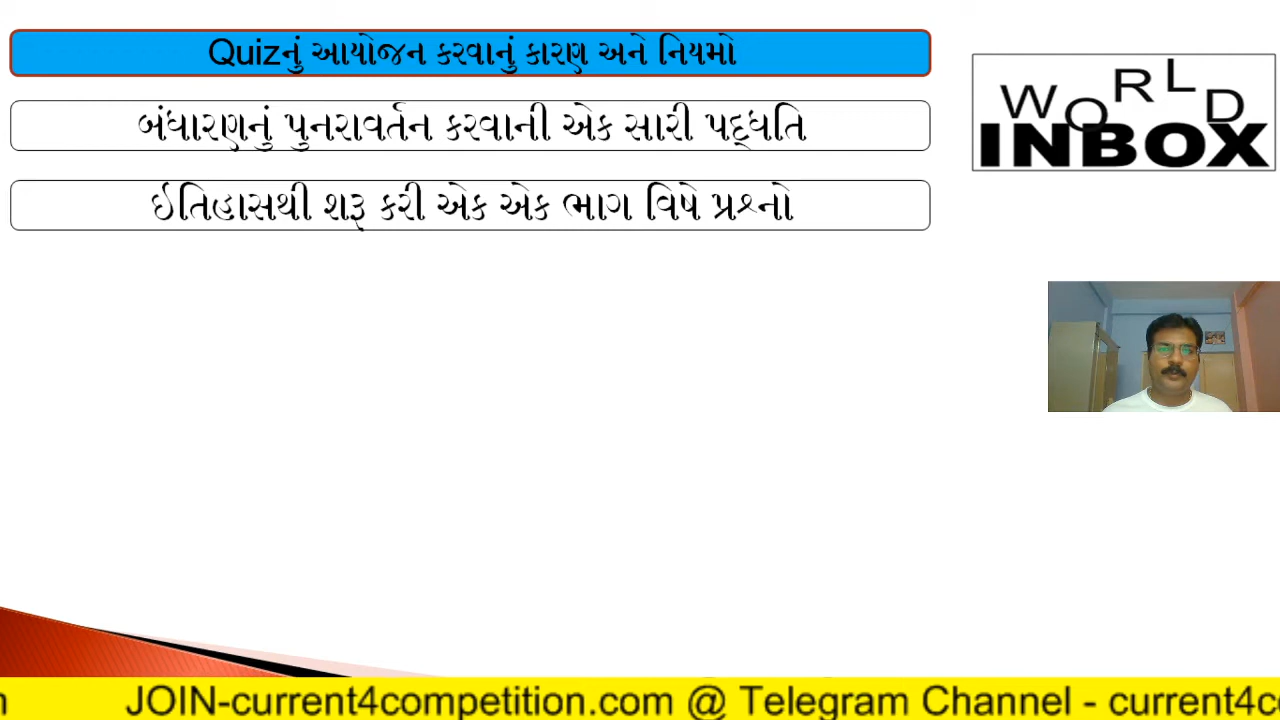 Quizનું આયોજન કરવાનું કારણ અને નિયમો
બંધારણનું પુનરાવર્તન કરવાની એક સારી પદ્ધતિ
ઈતિહાસથી શરૂ કરી એક એક ભાગ વિષે પ્રશ્નો
WORLD
INBOX
n JOIN-current4competition.com @ Telegram Channel - current4c